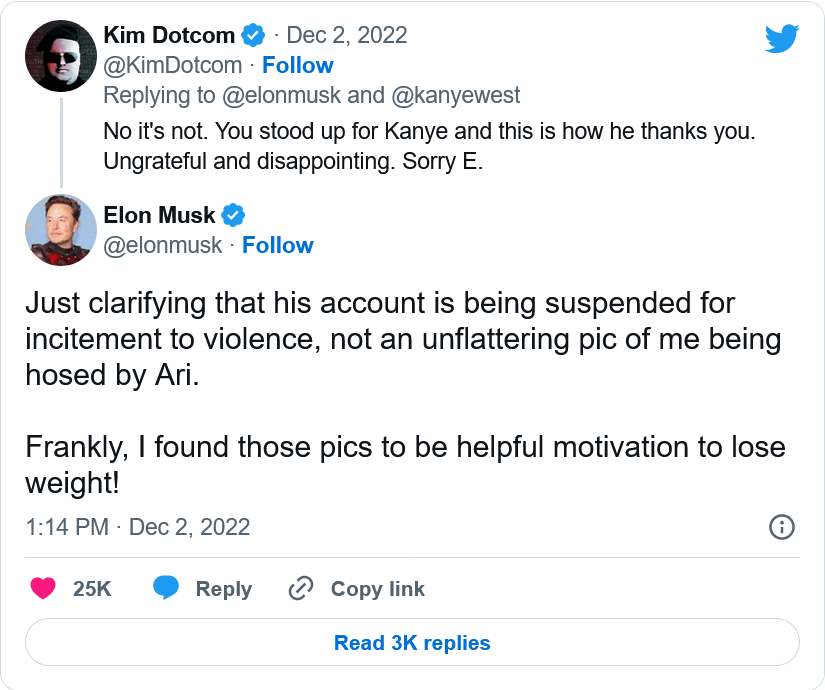 Kim Dotcom · Dec 2, 2022
@KimDotcom · Follow
Replying to @elonmusk and @kanyewest
No it's not. You stood up for Kanye and this is how he thanks you.
Ungrateful and disappointing. Sorry E.
Elon Musk
@elonmusk · Follow
Just clarifying that his account is being suspended for
incitement to violence, not an unflattering pic of me being
hosed by Ari.
Frankly, I found those pics to be helpful motivation to lose
weight!
1:14 PM · Dec 2, 2022
25K Reply Copy link
Read 3K replies